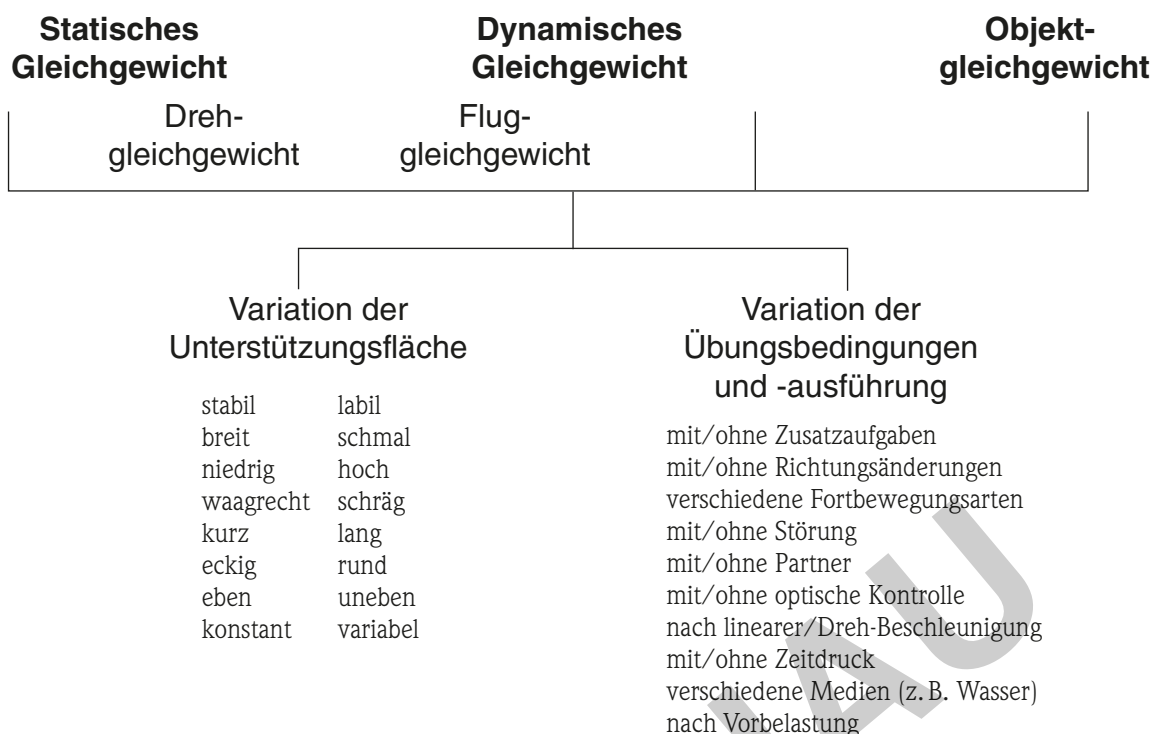 Statisches
Gleichgewicht
Dynamisches
Gleichgewicht
Objekt-
gleichgewicht
Dreh-
gleichgewicht
Flug-
gleichgewicht
Variation der
Unterstützungsfläche
stabil labil
breit schmal
niedrig hoch
waagrecht schräg
kurz lang
eckig rund
eben uneben
konstant variabel
Variation der
Übungsbedingungen
und -ausführung
mit/ohne Zusatzaufgaben
mit/ohne Richtungsänderungen
verschiedene Fortbewegungsarten
mit/ohne Störung
mit/ohne Partner
mit/ohne optische Kontrolle
nach linearer/Dreh-Beschleunigung
mit/ohne Zeitdruck
verschiedene Medien (z. B. Wasser)
nach Vorbelastung